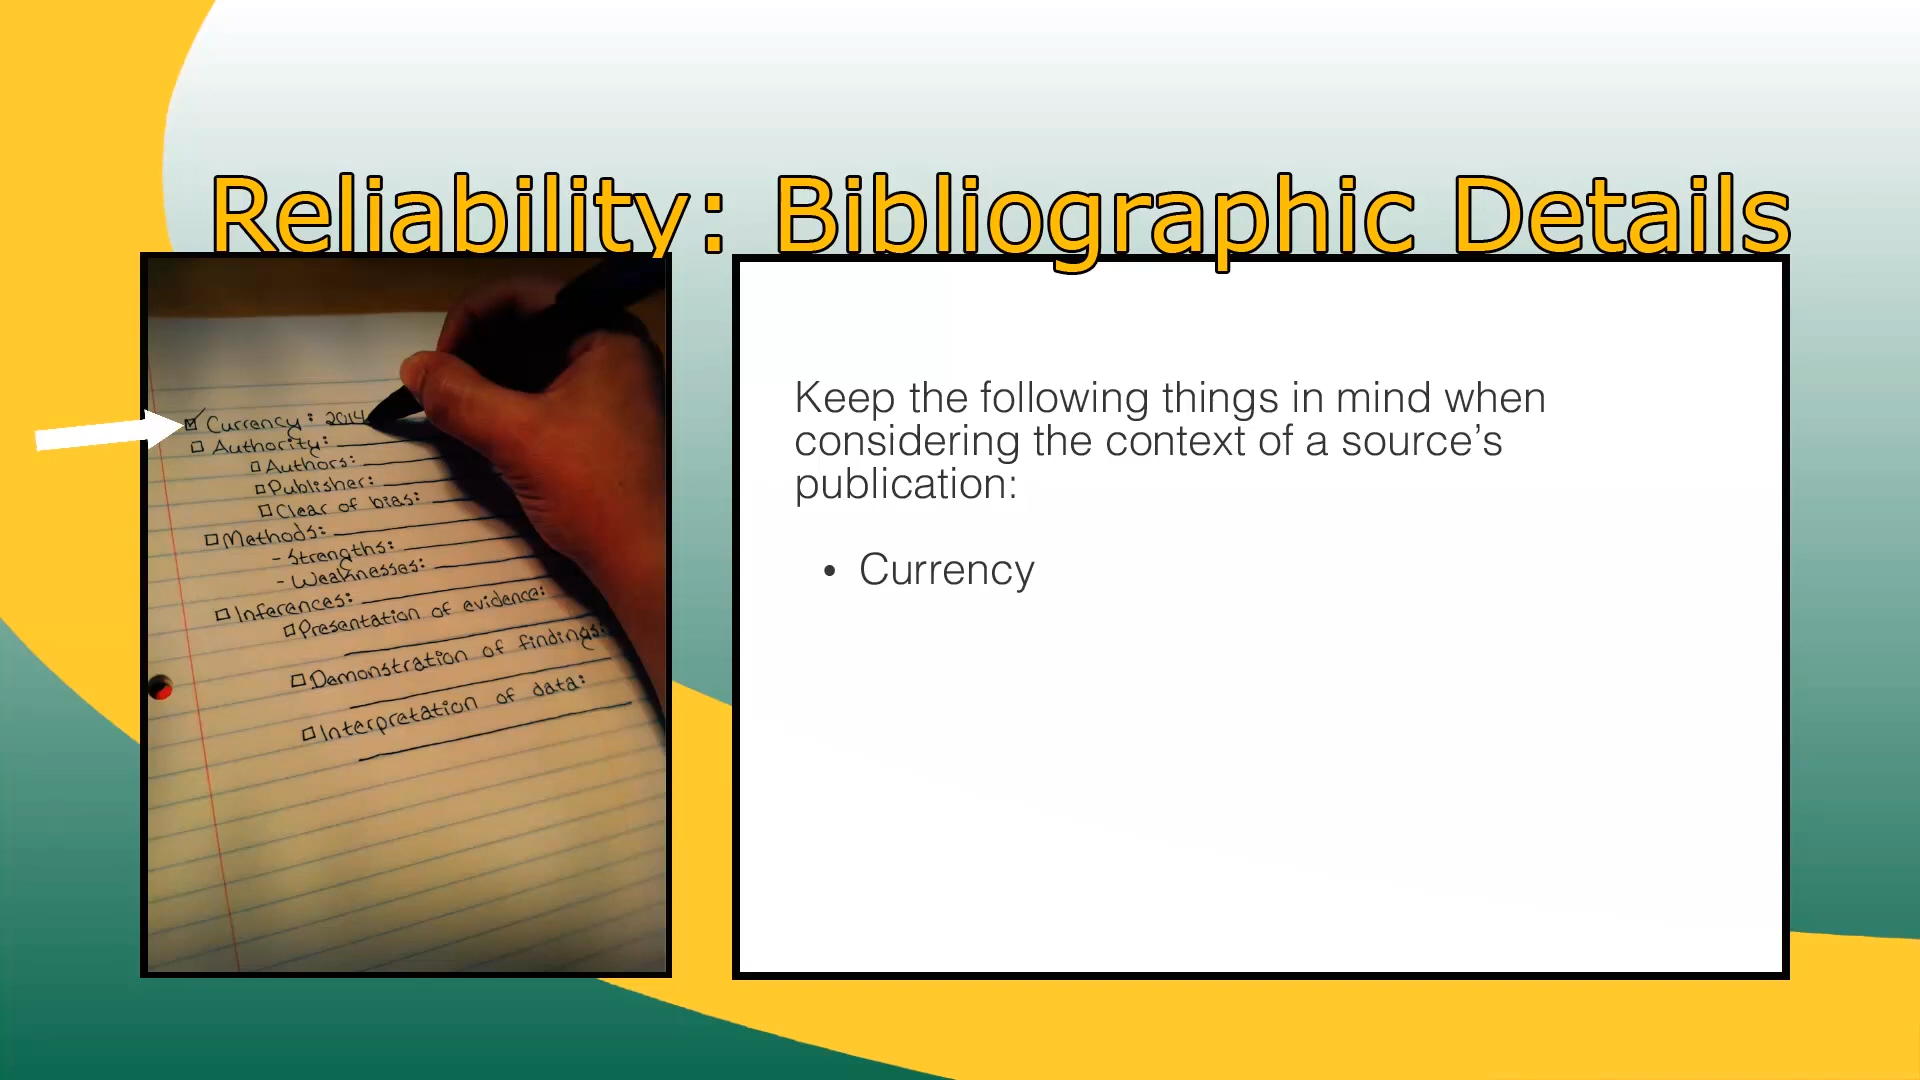 Reliability: Bibliographic Details
☑ Currency: 2014
☐ Authority:
☐ Authors:
☐ Publisher:
☐ Clear of bias:
☐ Methods:
- Strengths:
- Weaknesses:
☐ Inferences:
☐ Presentation of evidence:
☐ Demonstration of findings:
☐ Interpretation of data:
Keep the following things in mind when
considering the context of a source’s
publication:
• Currency